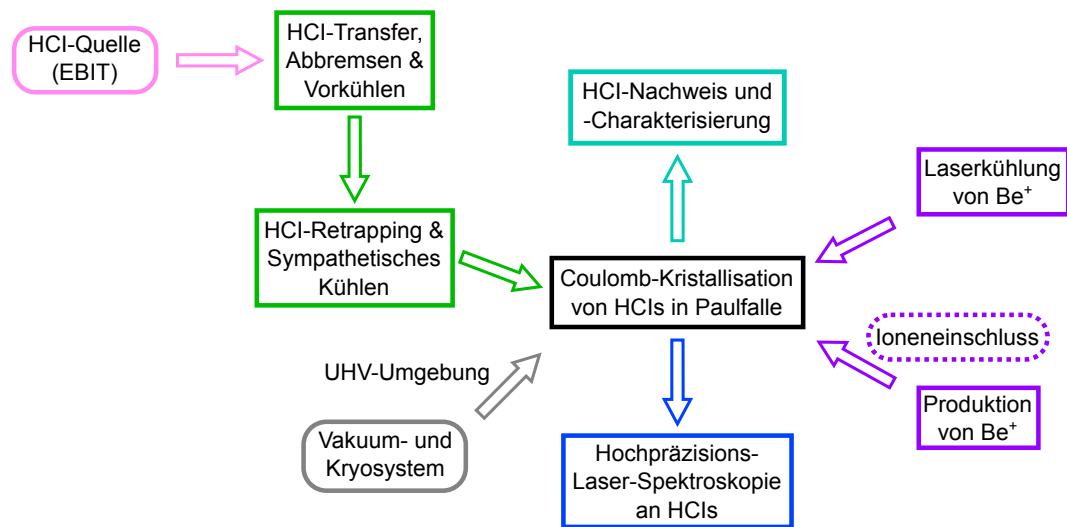 HCI-Quelle
(EBIT)
HCI-Transfer,
Abbremsen &
Vorkühlen
HCI-Nachweis und
-Charakterisierung
Laserkühlung
von Be⁺
HCI-Retrapping &
Sympathetisches
Kühlen
Coulomb-Kristallisation
von HCIs in Paulfalle
Ioneneinschluss
UHV-Umgebung
Produktion
von Be⁺
Vakuum- und
Kryosystem
Hochpräzisions-
Laser-Spektroskopie
an HCIs